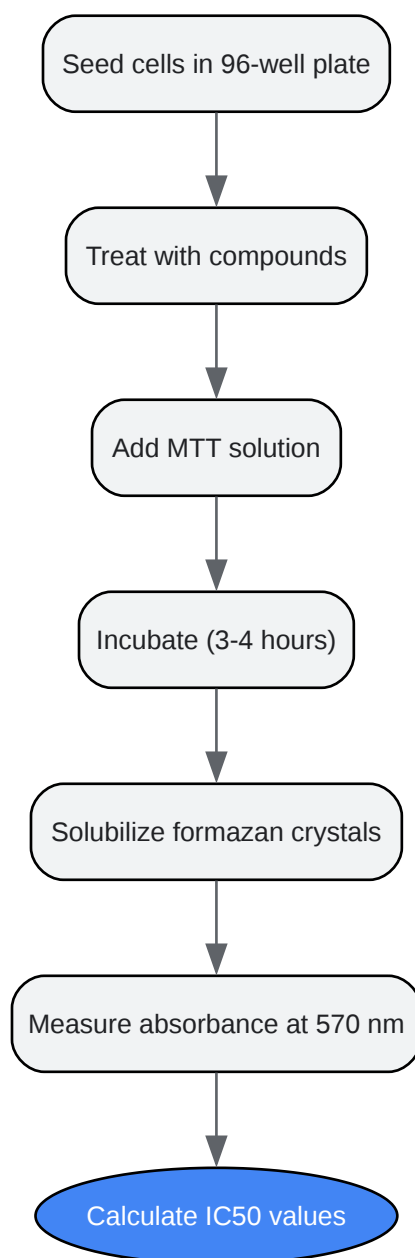 Seed cells in 96-well plate
Treat with compounds
Add MTT solution
Incubate (3-4 hours)
Solubilize formazan crystals
Measure absorbance at 570 nm
Calculate IC50 values